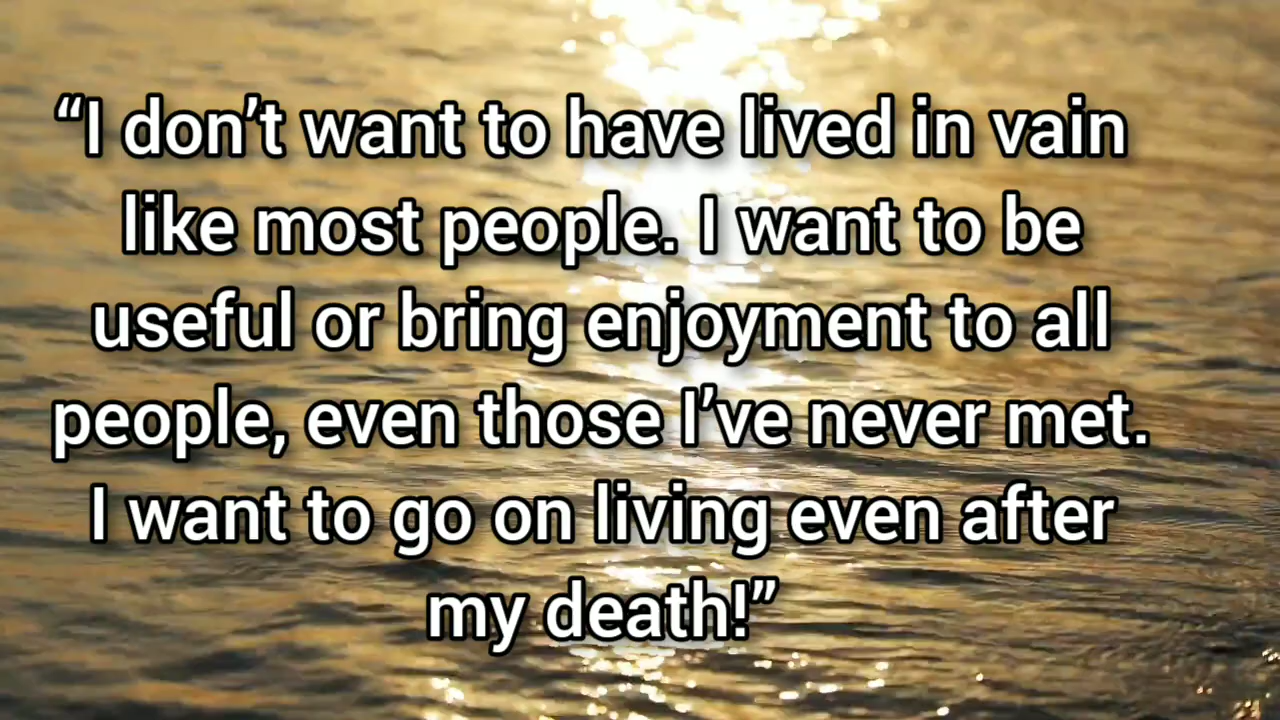 “I don’t want to have lived in vain
like most people. I want to be
useful or bring enjoyment to all
people, even those I’ve never met.
I want to go on living even after
my death!”